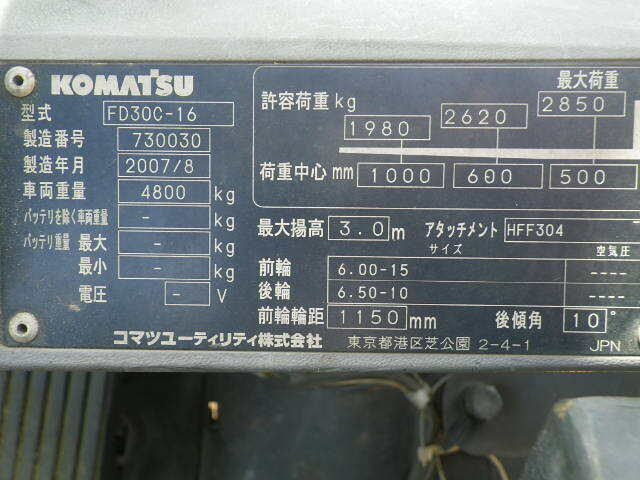 KOMATSU
型式 FD30C-16
製造番号 730030
製造年月 2007/8
車両重量 4800 kg
バッテリを除く車両重量 - kg
バッテリ重量 最大 - kg
最小 - kg
電圧 - V
最大荷重
許容荷重 kg 1980 2620 2850
荷重中心 mm 1000 600 500
最大揚高 3.0 m アタッチメント HFF304
サイズ 空気圧
前輪 6.00-15 ----
後輪 6.50-10 ----
前輪輪距 1150 mm 後傾角 10°
コマツユーティリティ株式会社 東京都港区芝公園 2-4-1 JPN